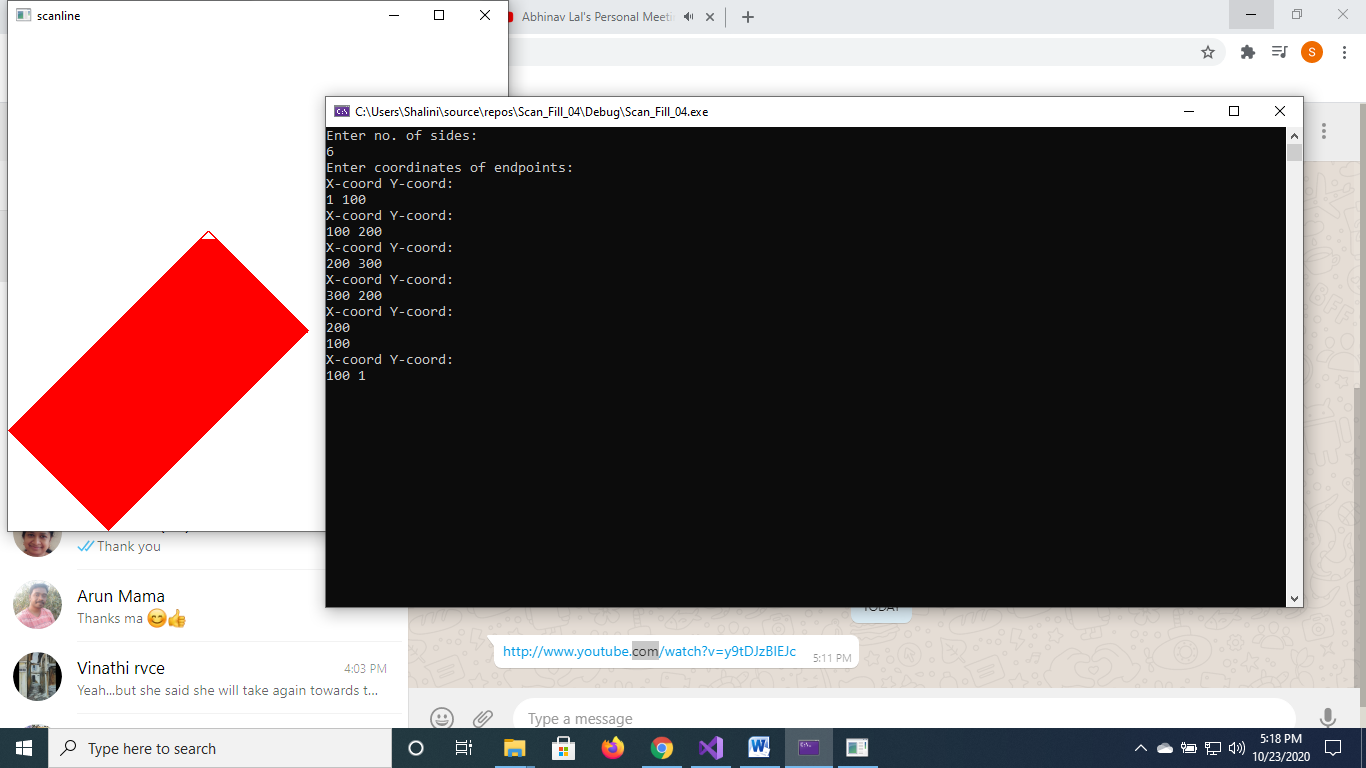 scanline
Abhinav Lal's Personal Meeti
S
C:\Users\Shalini\source\repos\Scan_Fill_04\Debug\Scan_Fill_04.exe
Enter no. of sides:
6
Enter coordinates of endpoints:
X-coord Y-coord:
1 100
X-coord Y-coord:
100 200
X-coord Y-coord:
200 300
X-coord Y-coord:
300 200
X-coord Y-coord:
200
100
X-coord Y-coord:
100 1
Thank you
Arun Mama
Thanks ma 😊👍
Vinathi rvce
4:03 PM
Yeah...but she said she will take again towards t...
TODAY
http://www.youtube.com/watch?v=y9tDJzBIEJc
5:11 PM
Type a message
Type here to search
5:18 PM
10/23/2020